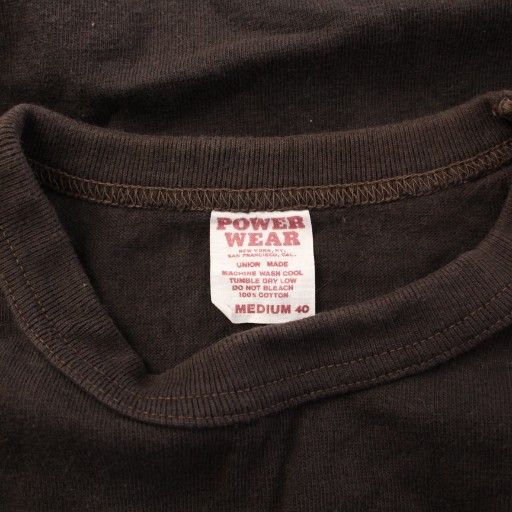 POWER
WEAR
NEW YORK, NY.
SAN FRANCISCO, CAL.
UNION MADE
MACHINE WASH COOL
TUMBLE DRY LOW
DO NOT BLEACH
100% COTTON
MEDIUM 40